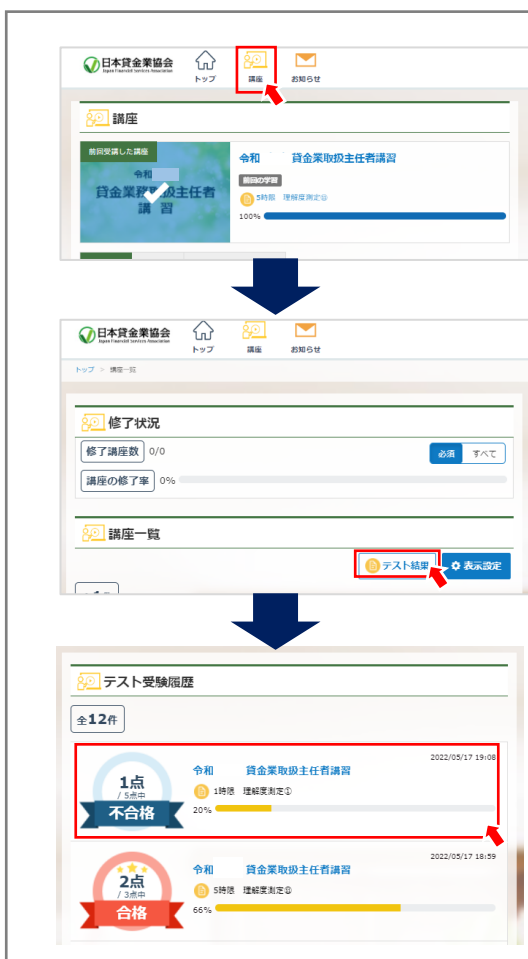 日本貸金業協会
Japan Financial Services Association
トップ
講座
お知らせ
講座
前回受講した講座
令和
貸金業務取扱主任者
講 習
令和 貸金業取扱主任者講習
前回の学習
5時限 理解度測定⑫
100%
日本貸金業協会
Japan Financial Services Association
トップ
講座
お知らせ
トップ > 講座一覧
修了状況
修了講座数 0/0
必須 すべて
講座の修了率 0%
講座一覧
テスト結果
表示設定
テスト受験履歴
全12件
2022/05/17 19:08
1点
/ 5点中
不合格
令和 貸金業取扱主任者講習
1時限 理解度測定①
20%
2022/05/17 18:59
2点
/ 3点中
合格
令和 貸金業取扱主任者講習
5時限 理解度測定⑫
66%